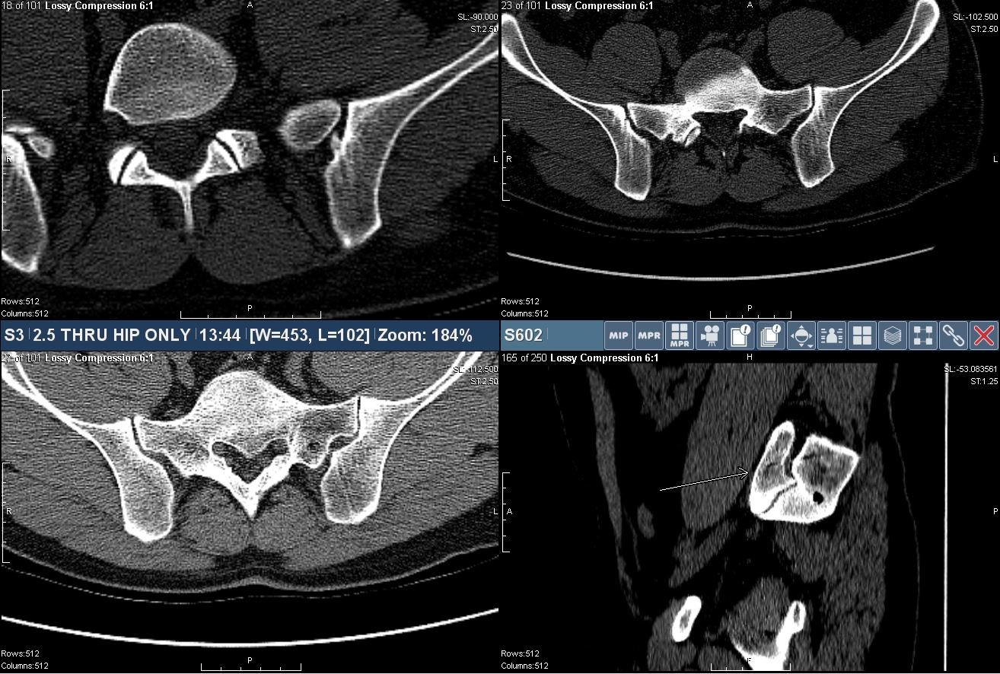 18 of 101 Lossy Compression 6:1
A
SL:-90.000
ST:2.50
R
L
Rows:512
Columns:512
P
23 of 101 Lossy Compression 6:1
A
SL:-102.500
ST:2.50
R
L
Rows:512
Columns:512
P
S3 2.5 THRU HIP ONLY 13:44 [W=453, L=102] Zoom: 184%
S602
MIP
MPR
MPR
27 of 101 Lossy Compression 6:1
A
SL:-112.500
ST:2.50
R
L
Rows:512
Columns:512
P
165 of 250 Lossy Compression 6:1
H
SL:-53.083561
ST:1.25
A
P
Rows:512
Columns:512
F